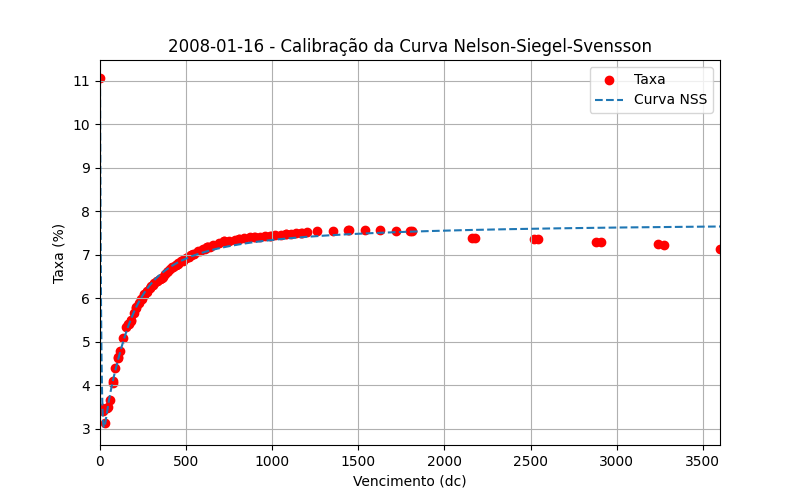 2008-01-16 - Calibração da Curva Nelson-Siegel-Svensson
Taxa
Curva NSS
Taxa (%)
11
10
9
8
7
6
5
4
3
0 500 1000 1500 2000 2500 3000 3500
Vencimento (dc)